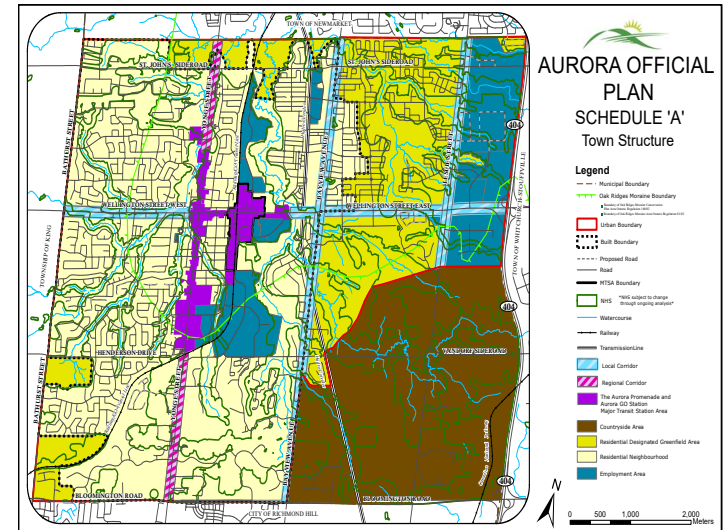 TOWN OF NEWMARKET
ST. JOHN'S SIDEROAD
ST. JOHN'S SIDEROAD
BATHURST STREET
YONGE STREET
BAYVIEW AVENUE
LESLIE STREET
404
WELLINGTON STREET WEST
WELLINGTON STREET EAST
TOWNSHIP OF KING
TOWN OF WHITCHURCH-STOUFFVILLE
404
HENDERSON DRIVE
VANDORF SIDEROAD
BATHURST STREET
YONGE STREET
BAYVIEW AVENUE
404
BLOOMINGTON ROAD
BLOOMINGTON ROAD
CITY OF RICHMOND HILL
AURORA OFFICIAL
PLAN
SCHEDULE 'A'
Town Structure
Legend
Municipal Boundary
Oak Ridges Moraine Boundary
Urban Boundary
Built Boundary
Proposed Road
Road
MTSA Boundary
NHS
*NHS subject to change
through ongoing analysis*
Watercourse
Railway
TransmissionLine
Local Corridor
Regional Corridor
The Aurora Promenade and
Aurora GO Station
Major Transit Station Area
Countryside Area
Residential Designated Greenfield Area
Residential Neighbourhood
Employment Area
N
0 500 1,000 2,000
Meters